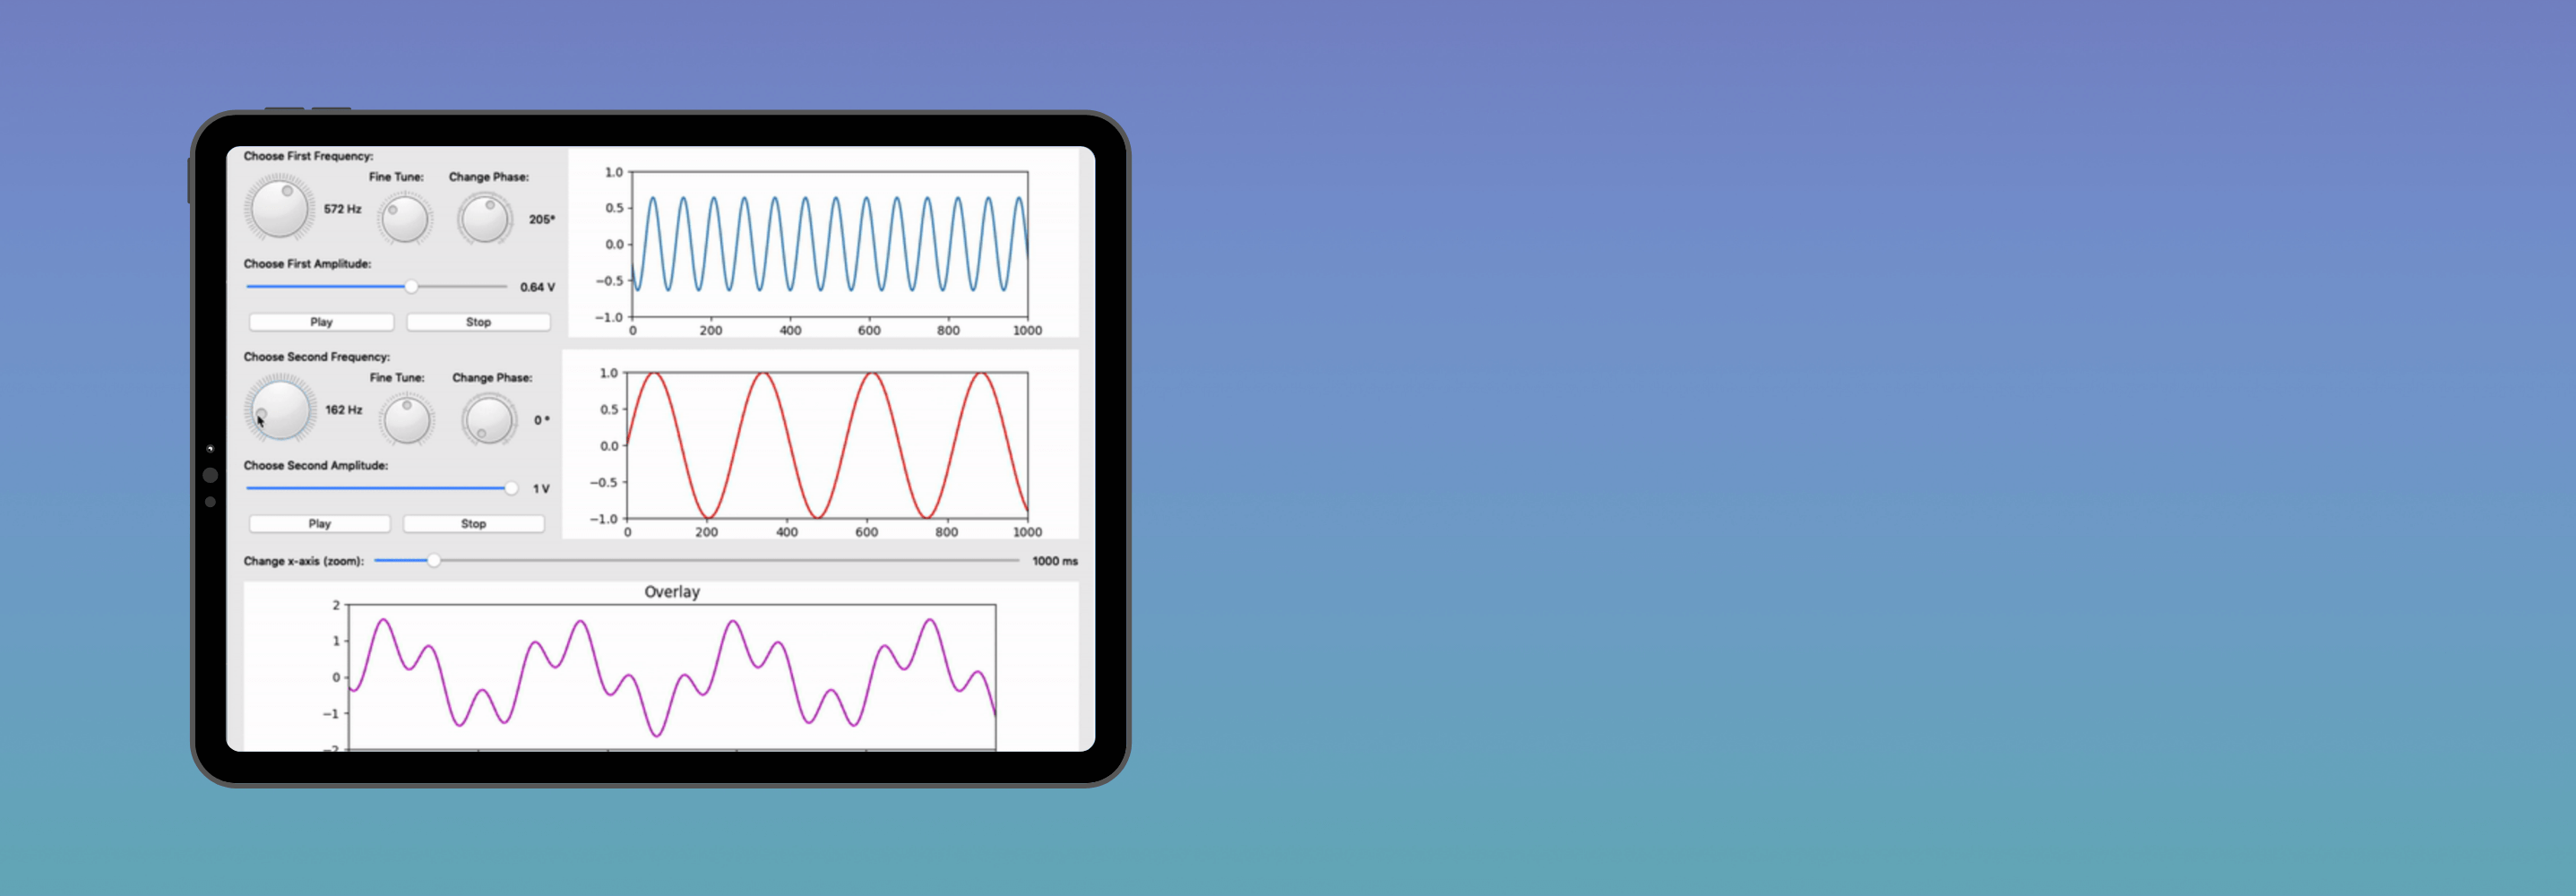 Choose First Frequency:
Fine Tune: Change Phase:
572 Hz
205°
Choose First Amplitude:
0.64 V
Play Stop
1.0
0.5
0.0
−0.5
−1.0
0 200 400 600 800 1000
Choose Second Frequency:
Fine Tune: Change Phase:
162 Hz
0 °
Choose Second Amplitude:
1 V
Play Stop
1.0
0.5
0.0
−0.5
−1.0
0 200 400 600 800 1000
Change x-axis (zoom): 1000 ms
Overlay
2
1
0
−1
−2